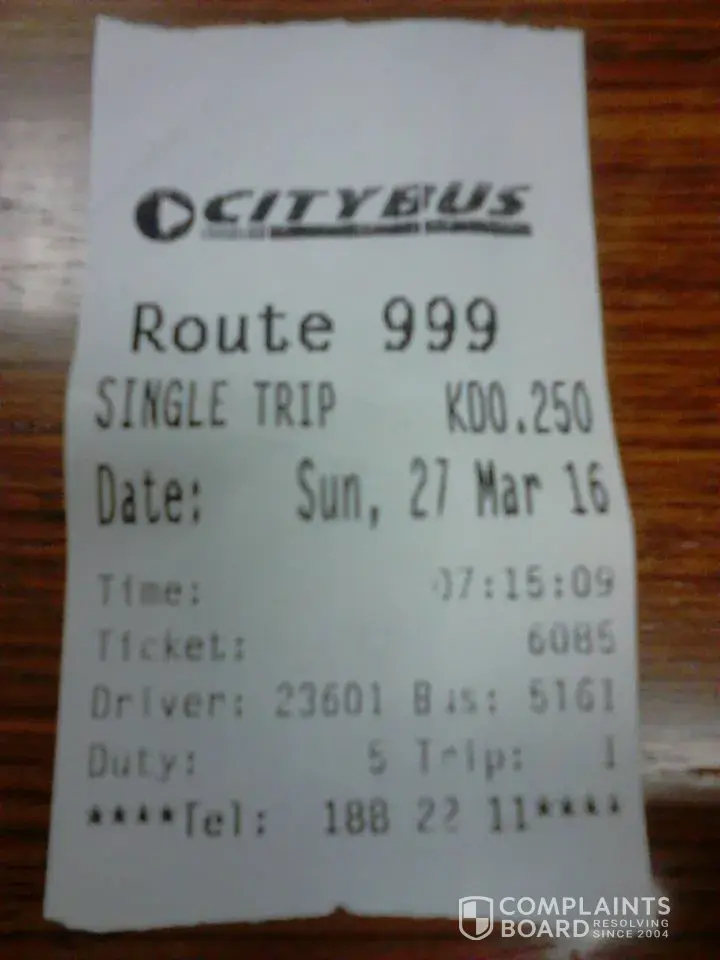 CITYBUS
Route 999
SINGLE TRIP KD0.250
Date: Sun, 27 Mar 16
Time: 07:15:09
Ticket: 6085
Driver: 23601 Bus: 5161
Duty: 5 Trip: 1
****Tel: 188 22 11****
COMPLAINTS
BOARD RESOLVING
SINCE 2004